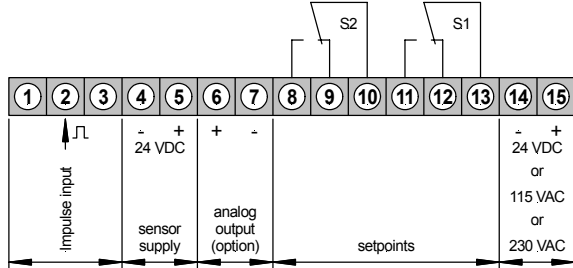 S2 S1
1 2 3 4 5 6 7 8 9 10 11 12 13 14 15
- + + - - +
24 VDC 24 VDC
or
115 VAC
or
230 VAC
Impulse input
sensor
supply
analog
output
(option)
setpoints